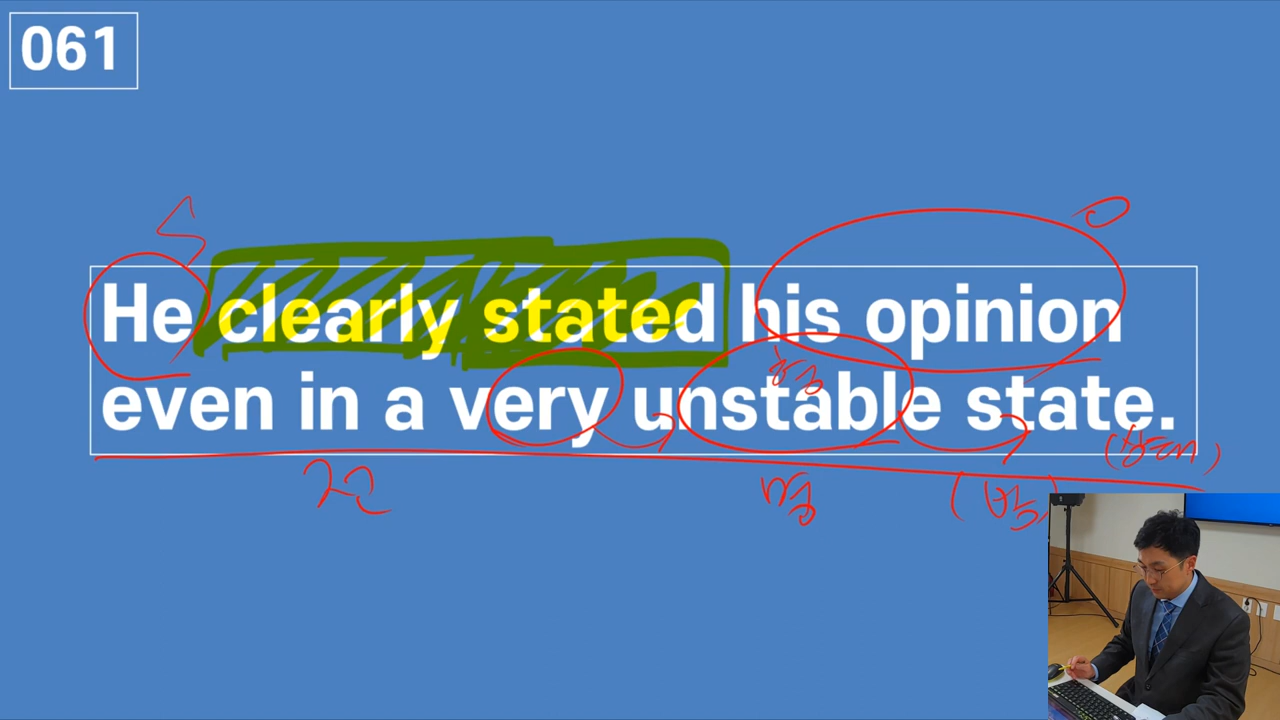 061
S
O
He clearly stated his opinion
even in a very unstable state.